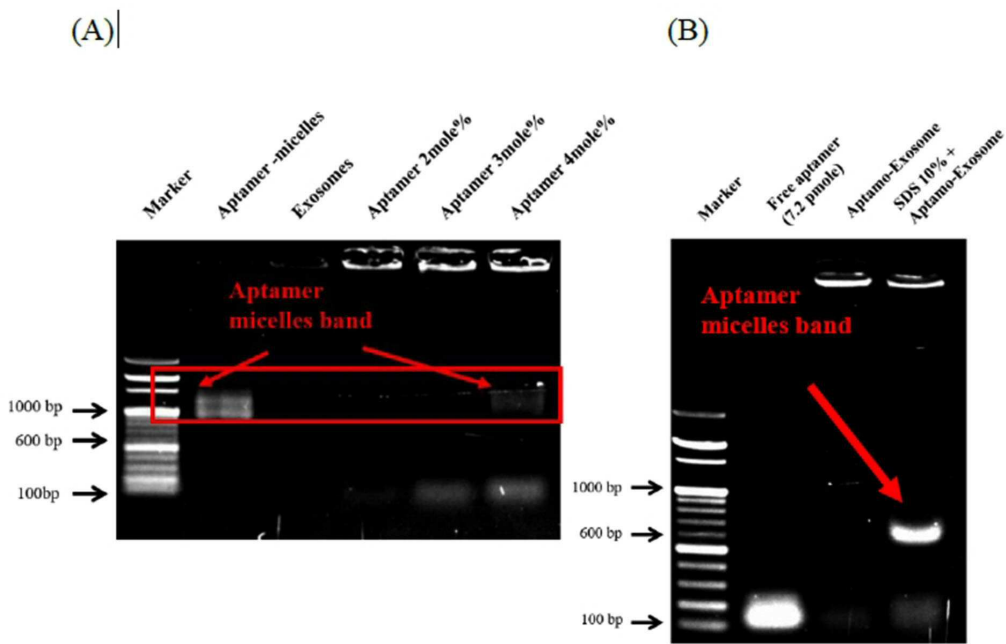 (A)
(B)
Marker
Aptamer -micelles
Exosomes
Aptamer 2mole%
Aptamer 3mole%
Aptamer 4mole%
Aptamer
micelles band
1000 bp
600 bp
100bp
Marker
Free aptamer
(7.2 pmole)
Aptamo-Exosome
SDS 10% +
Aptamo-Exosome
Aptamer
micelles band
1000 bp
600 bp
100 bp